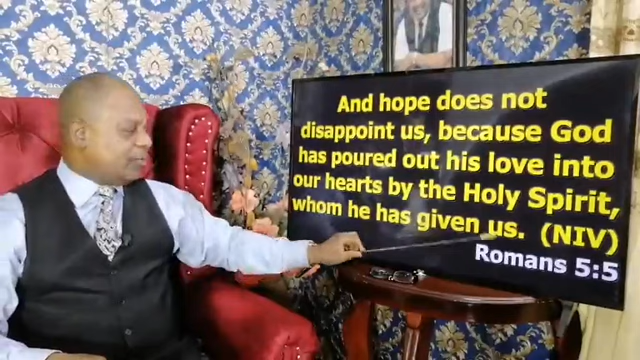 And hope does not
disappoint us, because God
has poured out his love into
our hearts by the Holy Spirit,
whom he has given us. (NIV)
Romans 5:5